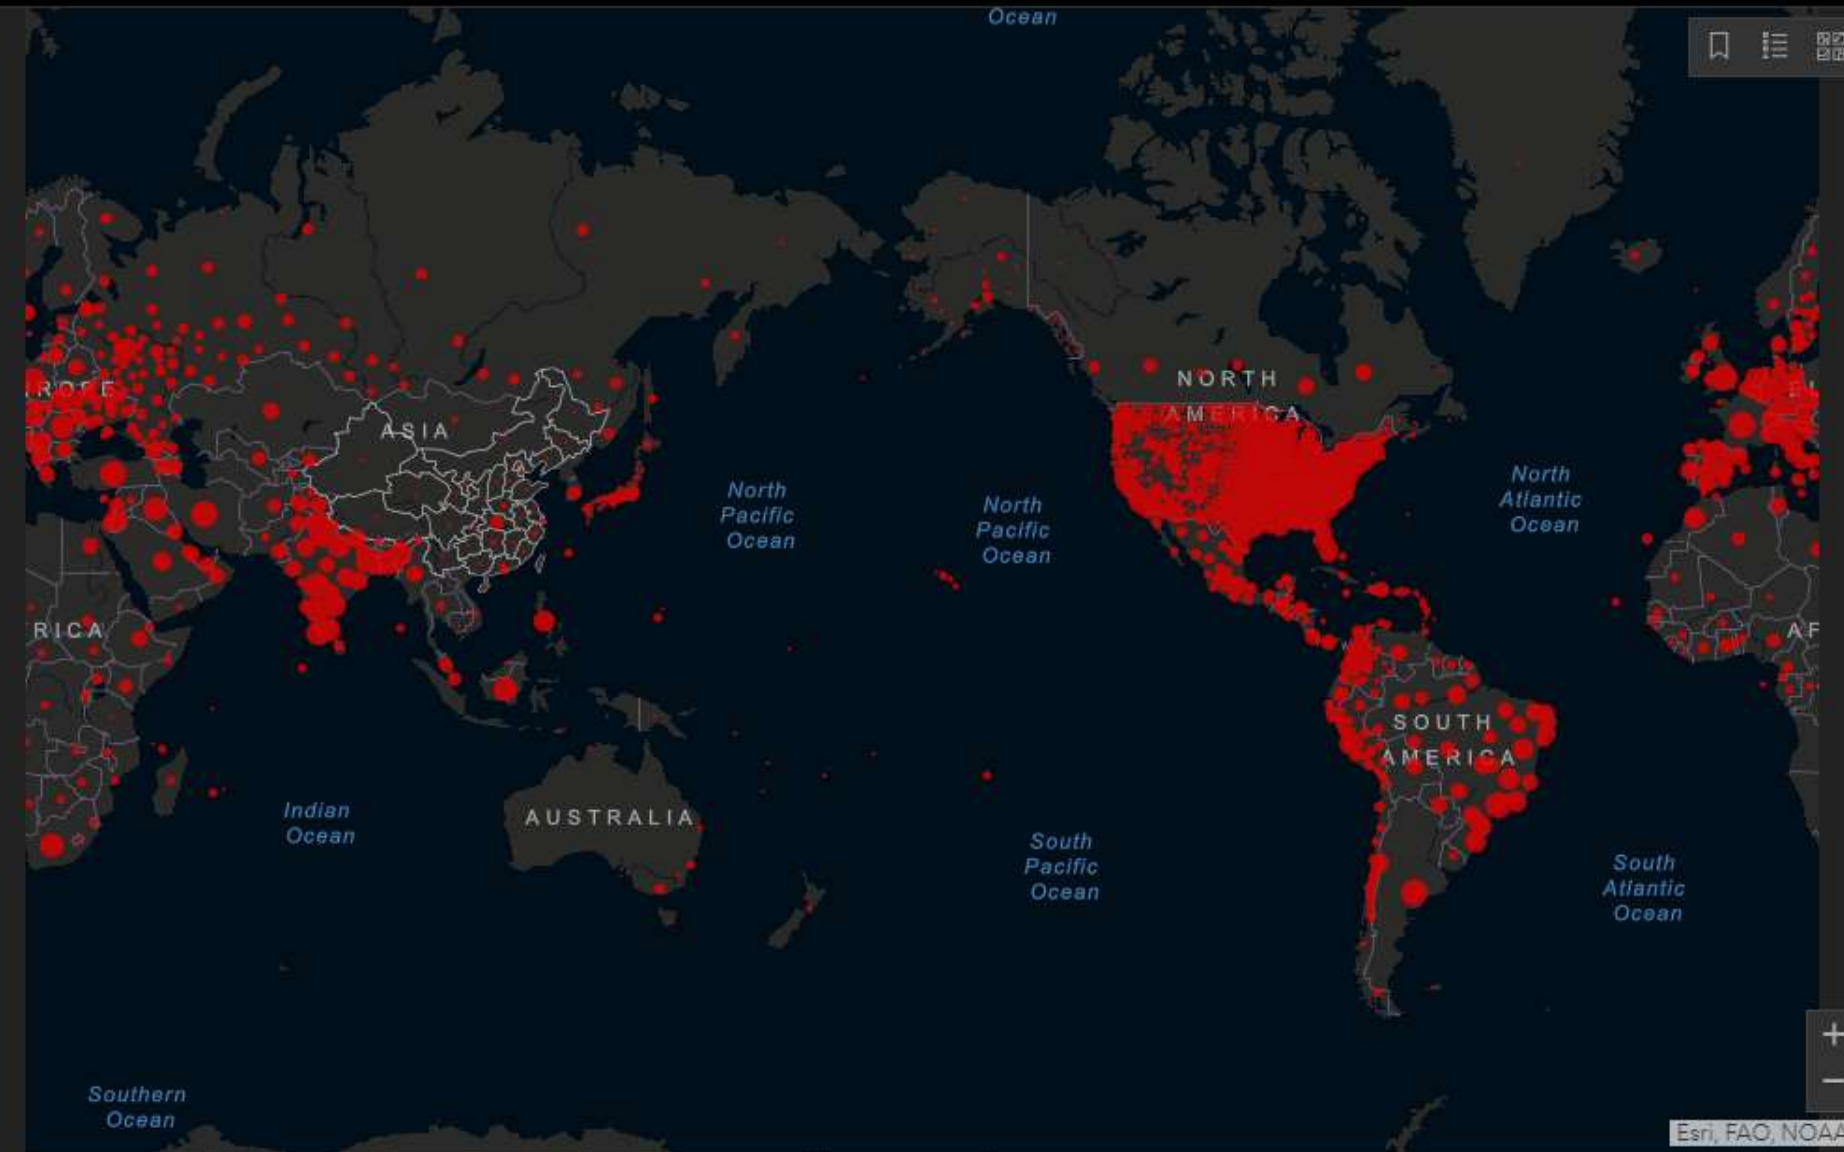 Ocean
NORTH
AMERICA
ASIA
North
Pacific
Ocean
North
Pacific
Ocean
North
Atlantic
Ocean
RICA
AF
SOUTH
AMERICA
Indian
Ocean
AUSTRALIA
South
Pacific
Ocean
South
Atlantic
Ocean
Southern
Ocean
Esri, FAO, NOAA